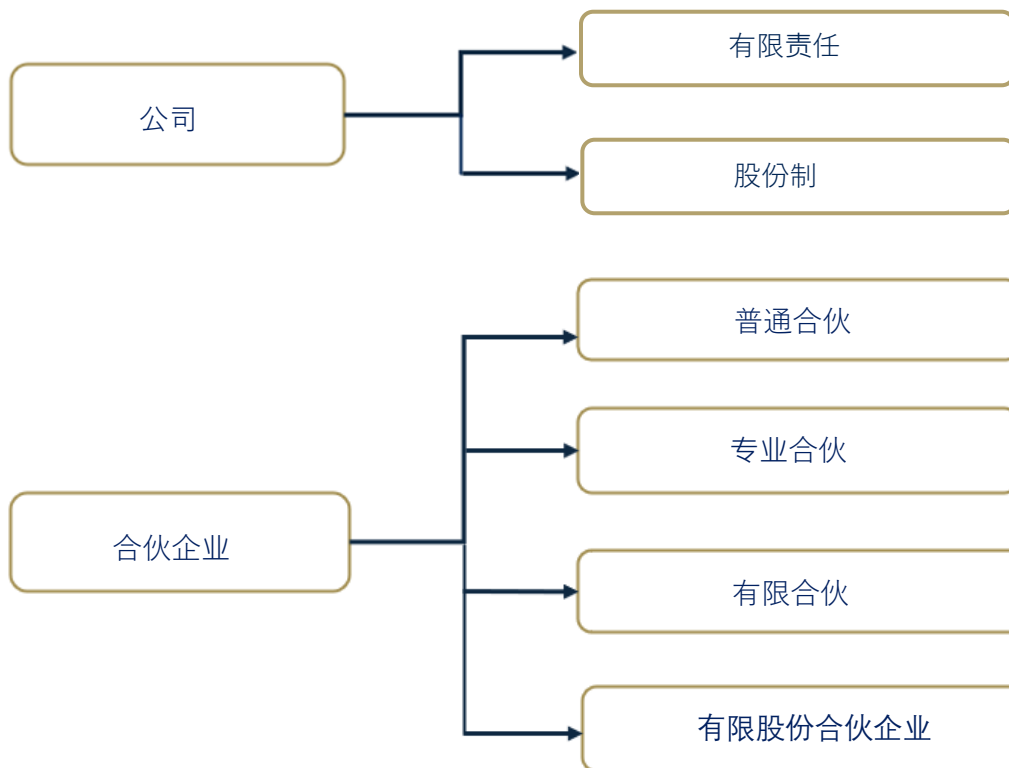 公司
有限责任
股份制
合伙企业
普通合伙
专业合伙
有限合伙
有限股份合伙企业